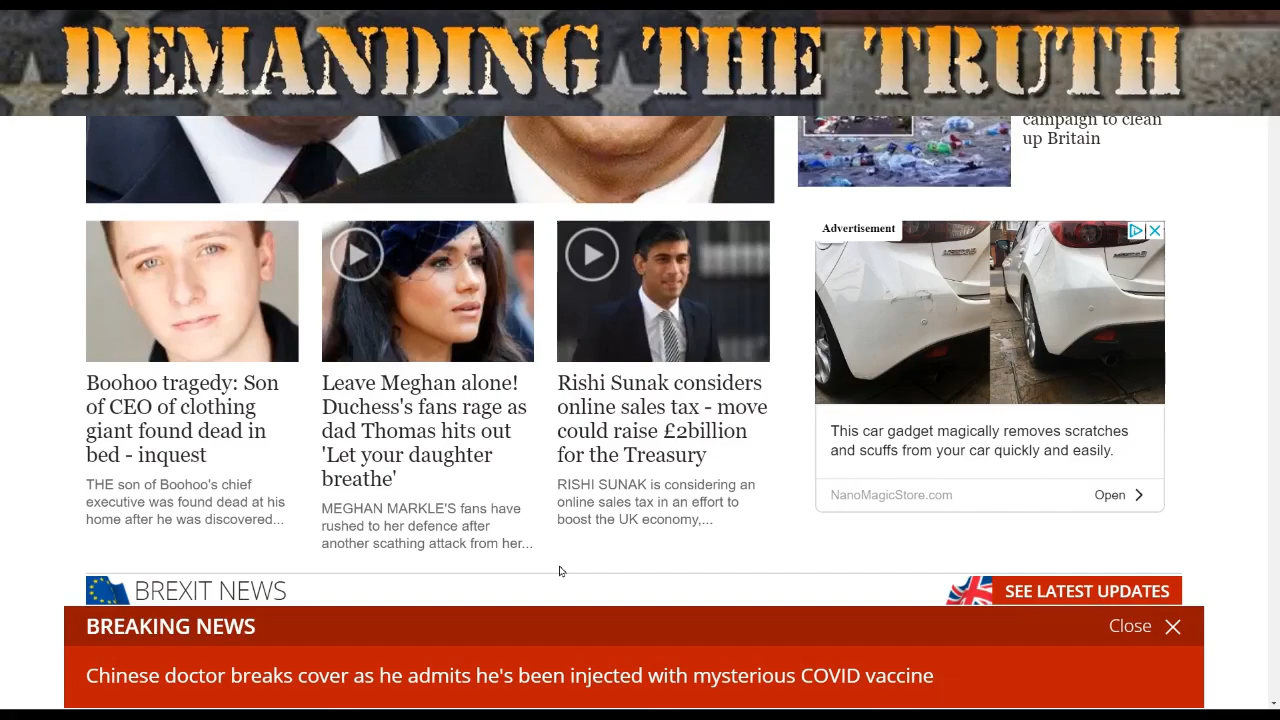 DEMANDING THE TRUTH
campaign to clean
up Britain
Advertisement
Boohoo tragedy: Son
of CEO of clothing
giant found dead in
bed - inquest
THE son of Boohoo's chief
executive was found dead at his
home after he was discovered...
Leave Meghan alone!
Duchess's fans rage as
dad Thomas hits out
'Let your daughter
breathe'
MEGHAN MARKLE'S fans have
rushed to her defence after
another scathing attack from her...
Rishi Sunak considers
online sales tax - move
could raise £2billion
for the Treasury
RISHI SUNAK is considering an
online sales tax in an effort to
boost the UK economy,...
This car gadget magically removes scratches
and scuffs from your car quickly and easily.
NanoMagicStore.com
Open
BREXIT NEWS
SEE LATEST UPDATES
BREAKING NEWS
Close
Chinese doctor breaks cover as he admits he's been injected with mysterious COVID vaccine